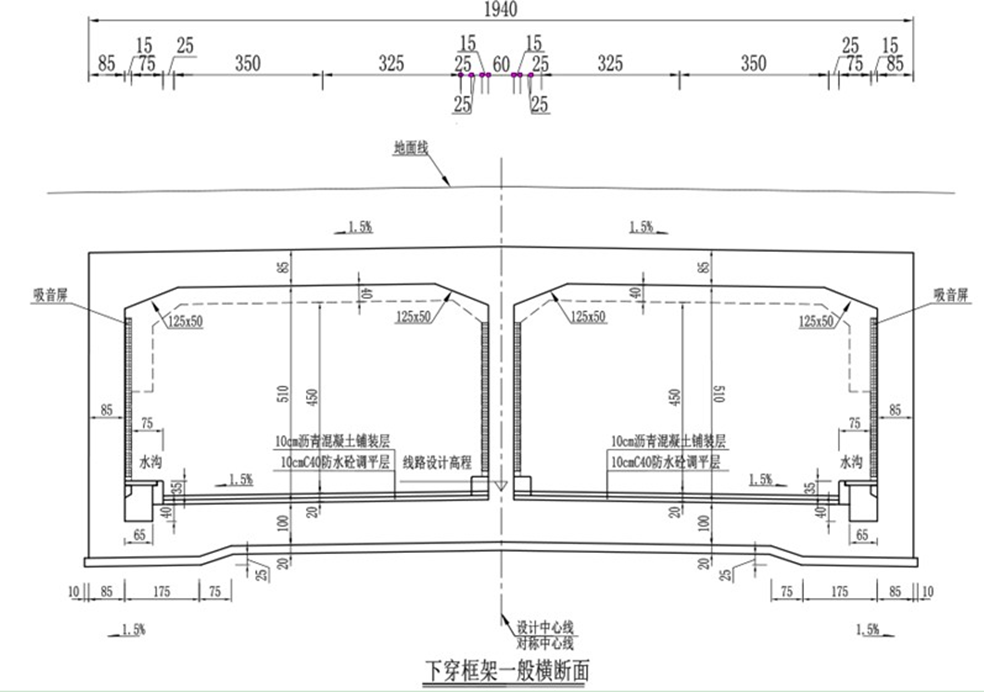 1940
85 15 75 25 350 325 25 15 60 15 25 325 350 25 75 15 85
25 25
地面线
1.5% 1.5%
85 85
吸音屏 吸音屏
40 40
125x50 125x50 125x50 125x50
510 450 450 510
85 85
75 75
10cm沥青混凝土铺装层 10cm沥青混凝土铺装层
水沟 10cmC40防水砼调平层 线路设计高程 10cmC40防水砼调平层 水沟
1.5% 1.5%
35 35
40 20 20 40
100 100
65 65
25 20 20 25
10 85 175 75 75 175 85 10
1.5% 1.5%
设计中心线
对称中心线
下穿框架一般横断面